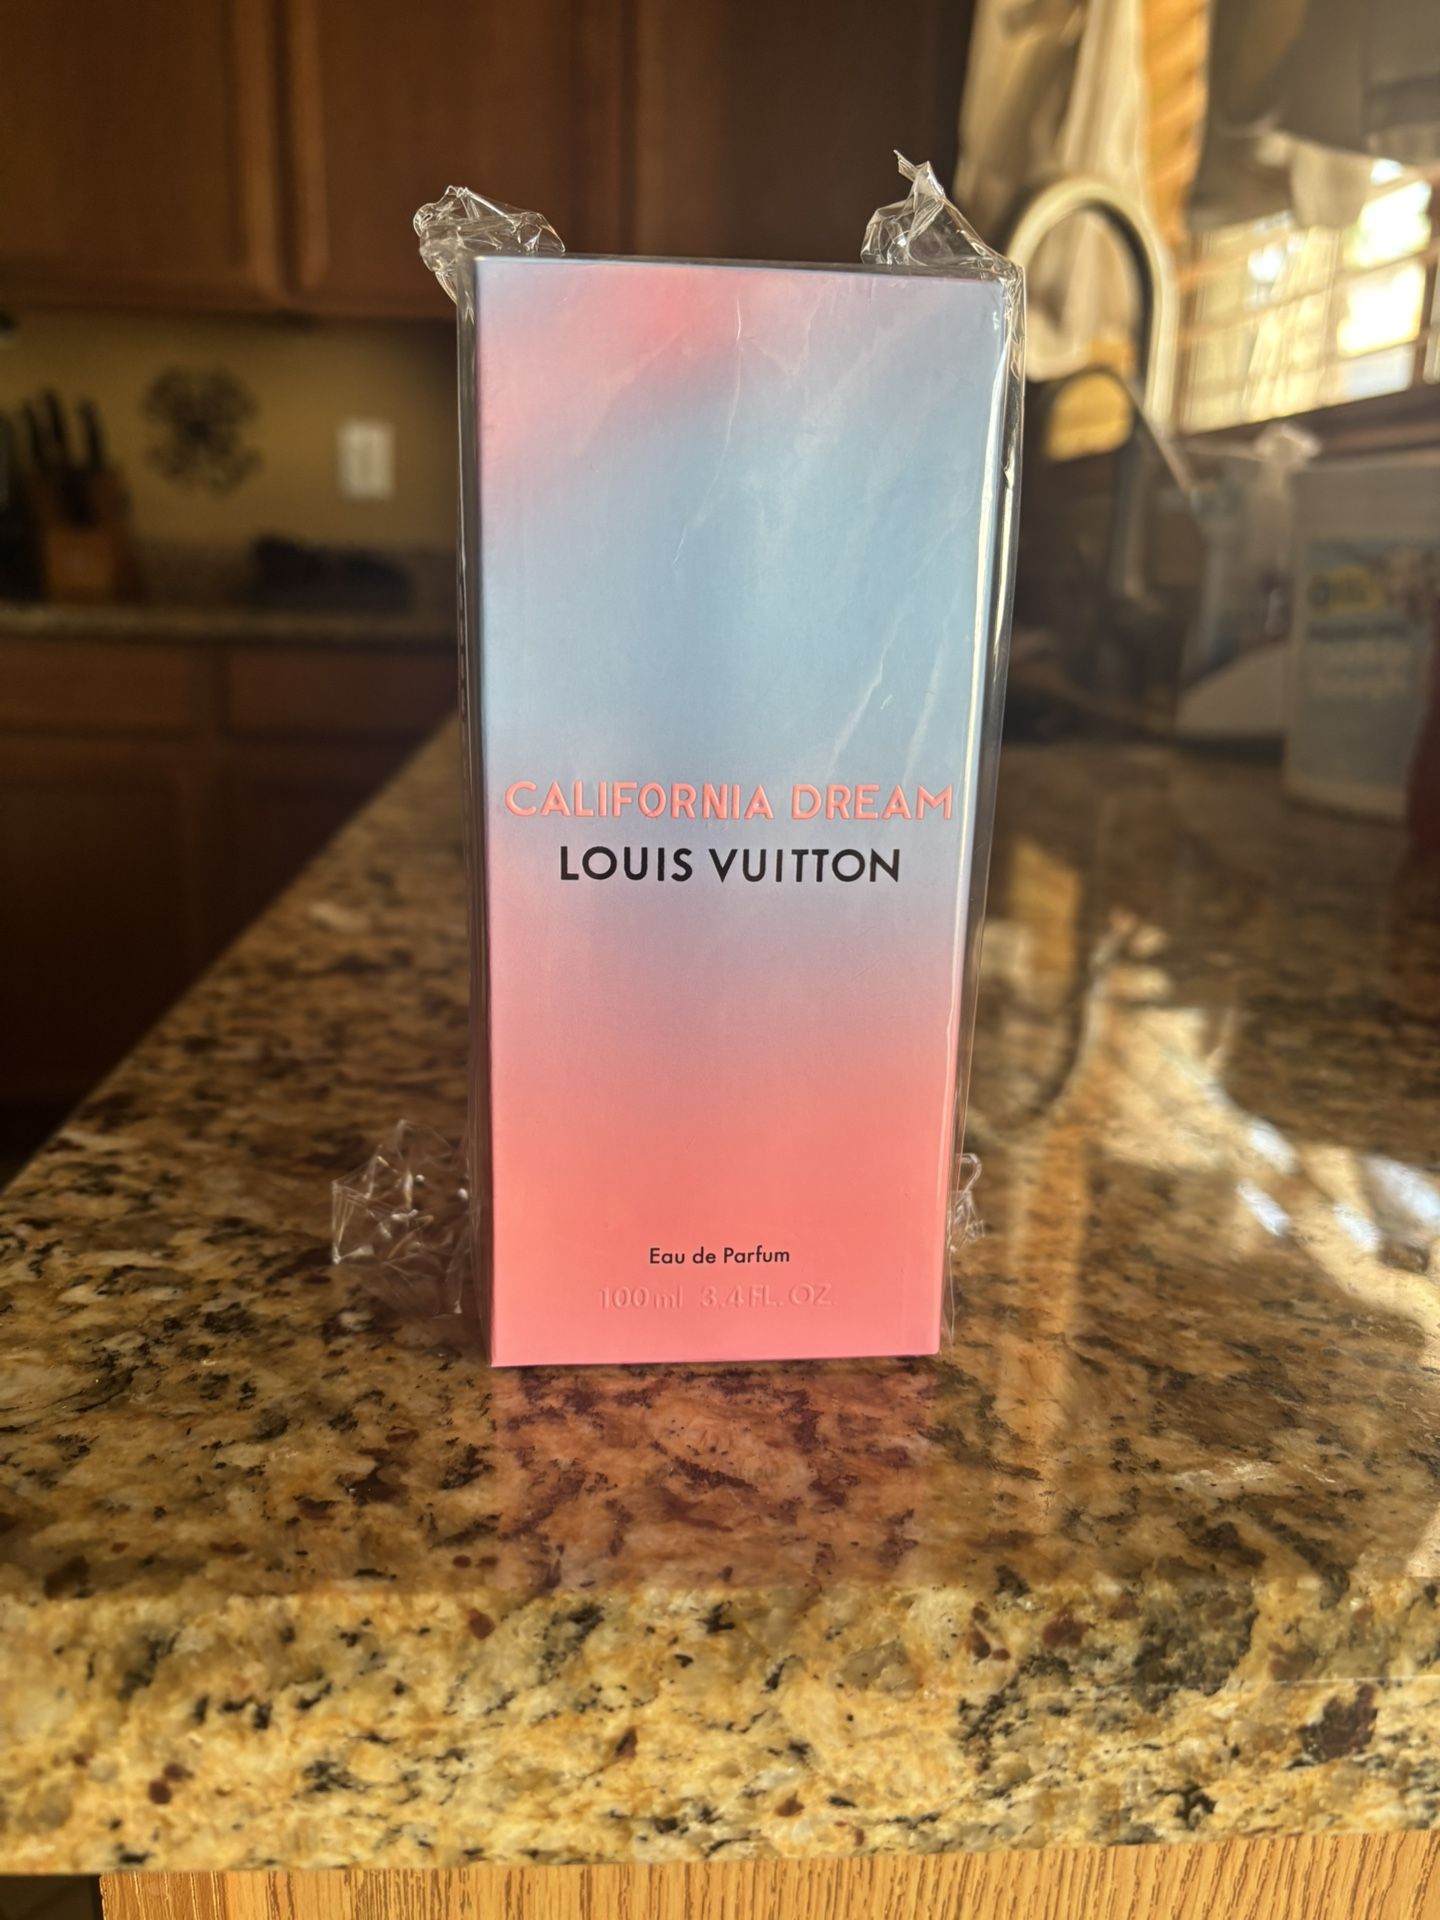 CALIFORNIA DREAM
LOUIS VUITTON
Eau de Parfum
100ml 3.4FL.OZ.